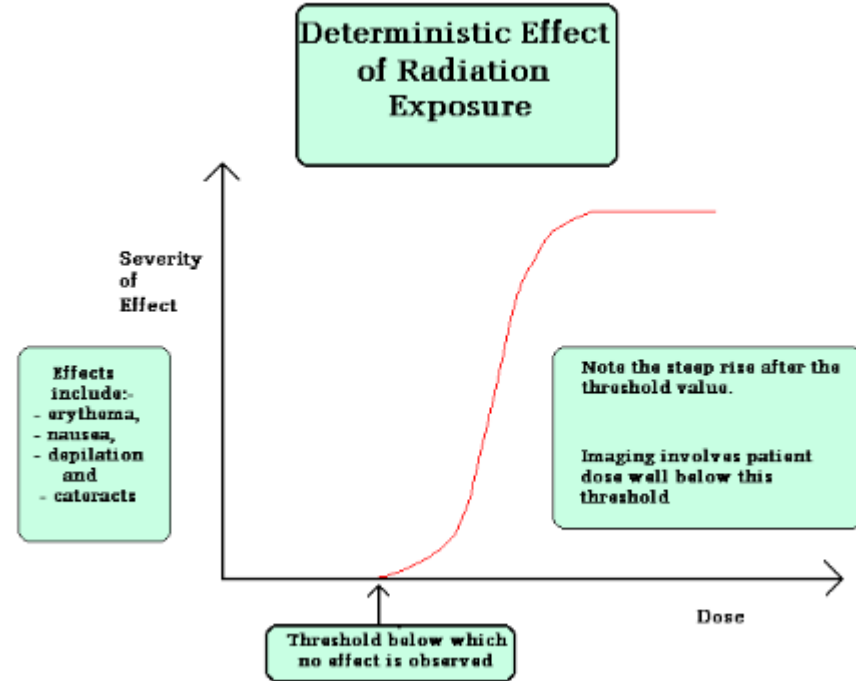 Deterministic Effect
of Radiation
Exposure
Severity
of
Effect
Effects
include:-
- erythema,
- nausea,
- depilation
and
- cateracts
Note the steep rise after the
threshold value.
Imaging involves patient
dose well below this
threshold
Dose
Threshold below which
no effect is observed